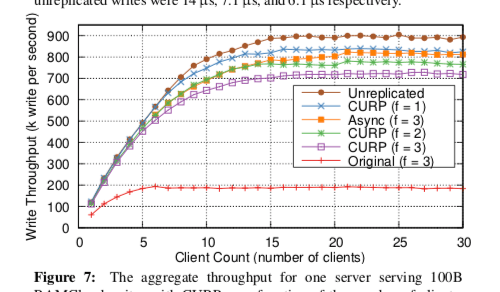 unreplicated writes were 14 μs, 7.1 μs, and 6.1 μs respectively.
Write Throughput (k write per second)
900
800
700
600
500
400
300
200
100
0
Unreplicated
CURP (f = 1)
Async (f = 3)
CURP (f = 2)
CURP (f = 3)
Original (f = 3)
0 5 10 15 20 25 30
Client Count (number of clients)
Figure 7: The aggregate throughput for one server serving 100B